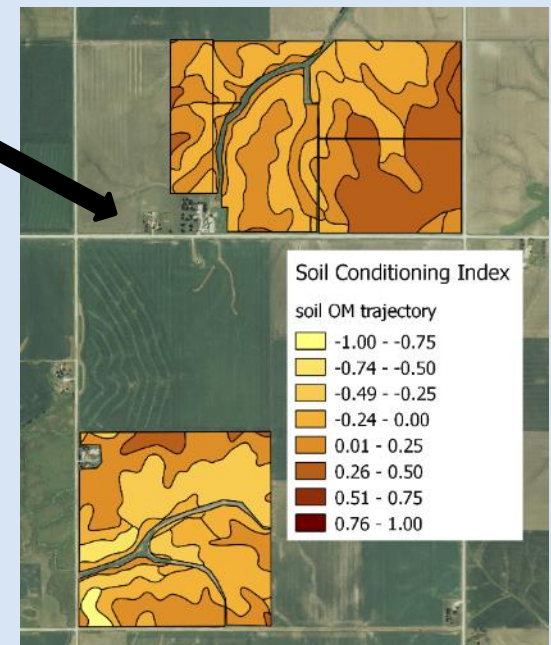 Soil Conditioning Index
soil OM trajectory
-1.00 - -0.75
-0.74 - -0.50
-0.49 - -0.25
-0.24 - 0.00
0.01 - 0.25
0.26 - 0.50
0.51 - 0.75
0.76 - 1.00